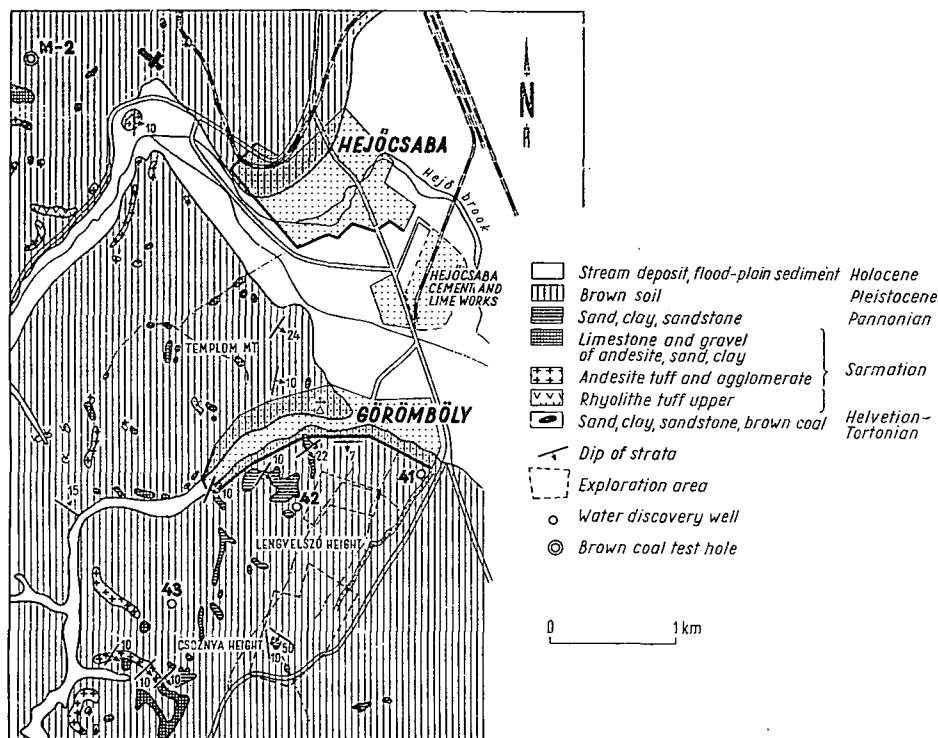 M-2
N
10
HEJŐCSABA
Hejő brook
HEJŐCSABA
CEMENT AND
LIME WORKS
TEMPLOM MT.
24
10
GÖRÖMBÖLY
22
7
10
10
41
42
15
LENGYELSZÓ HEIGHT
43
CSOZNYA HEIGHT
50
10
10
10
10
Stream deposit, flood-plain sediment Holocene
Brown soil Pleistocene
Sand, clay, sandstone Pannonian
Limestone and gravel
of andesite, sand, clay
Andesite tuff and agglomerate
Sarmation
Rhyolithe tuff upper
Sand, clay, sandstone, brown coal Helvetian-
Tortonian
Dip of strata
Exploration area
Water discovery well
Brown coal test hole
0 1 km